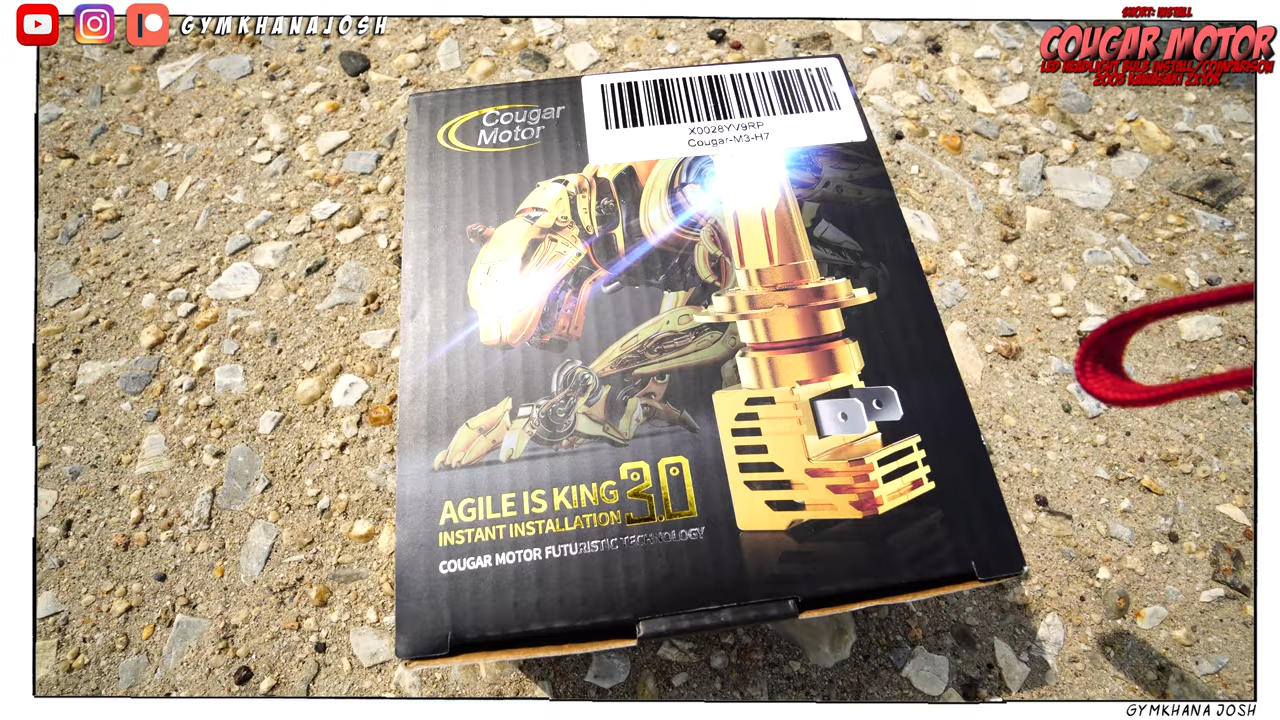 GYMKHANAJOSH
SHORT: INSTALL
COUGAR MOTOR
LED HEADLIGHT BULB INSTALL/COMPARISON
2005 KAWASAKI ZX10R
Cougar
Motor
X0028YV9RP
Cougar-M3-H7
AGILE IS KING 3.0
INSTANT INSTALLATION
COUGAR MOTOR FUTURISTIC TECHNOLOGY
GYMKHANA JOSH